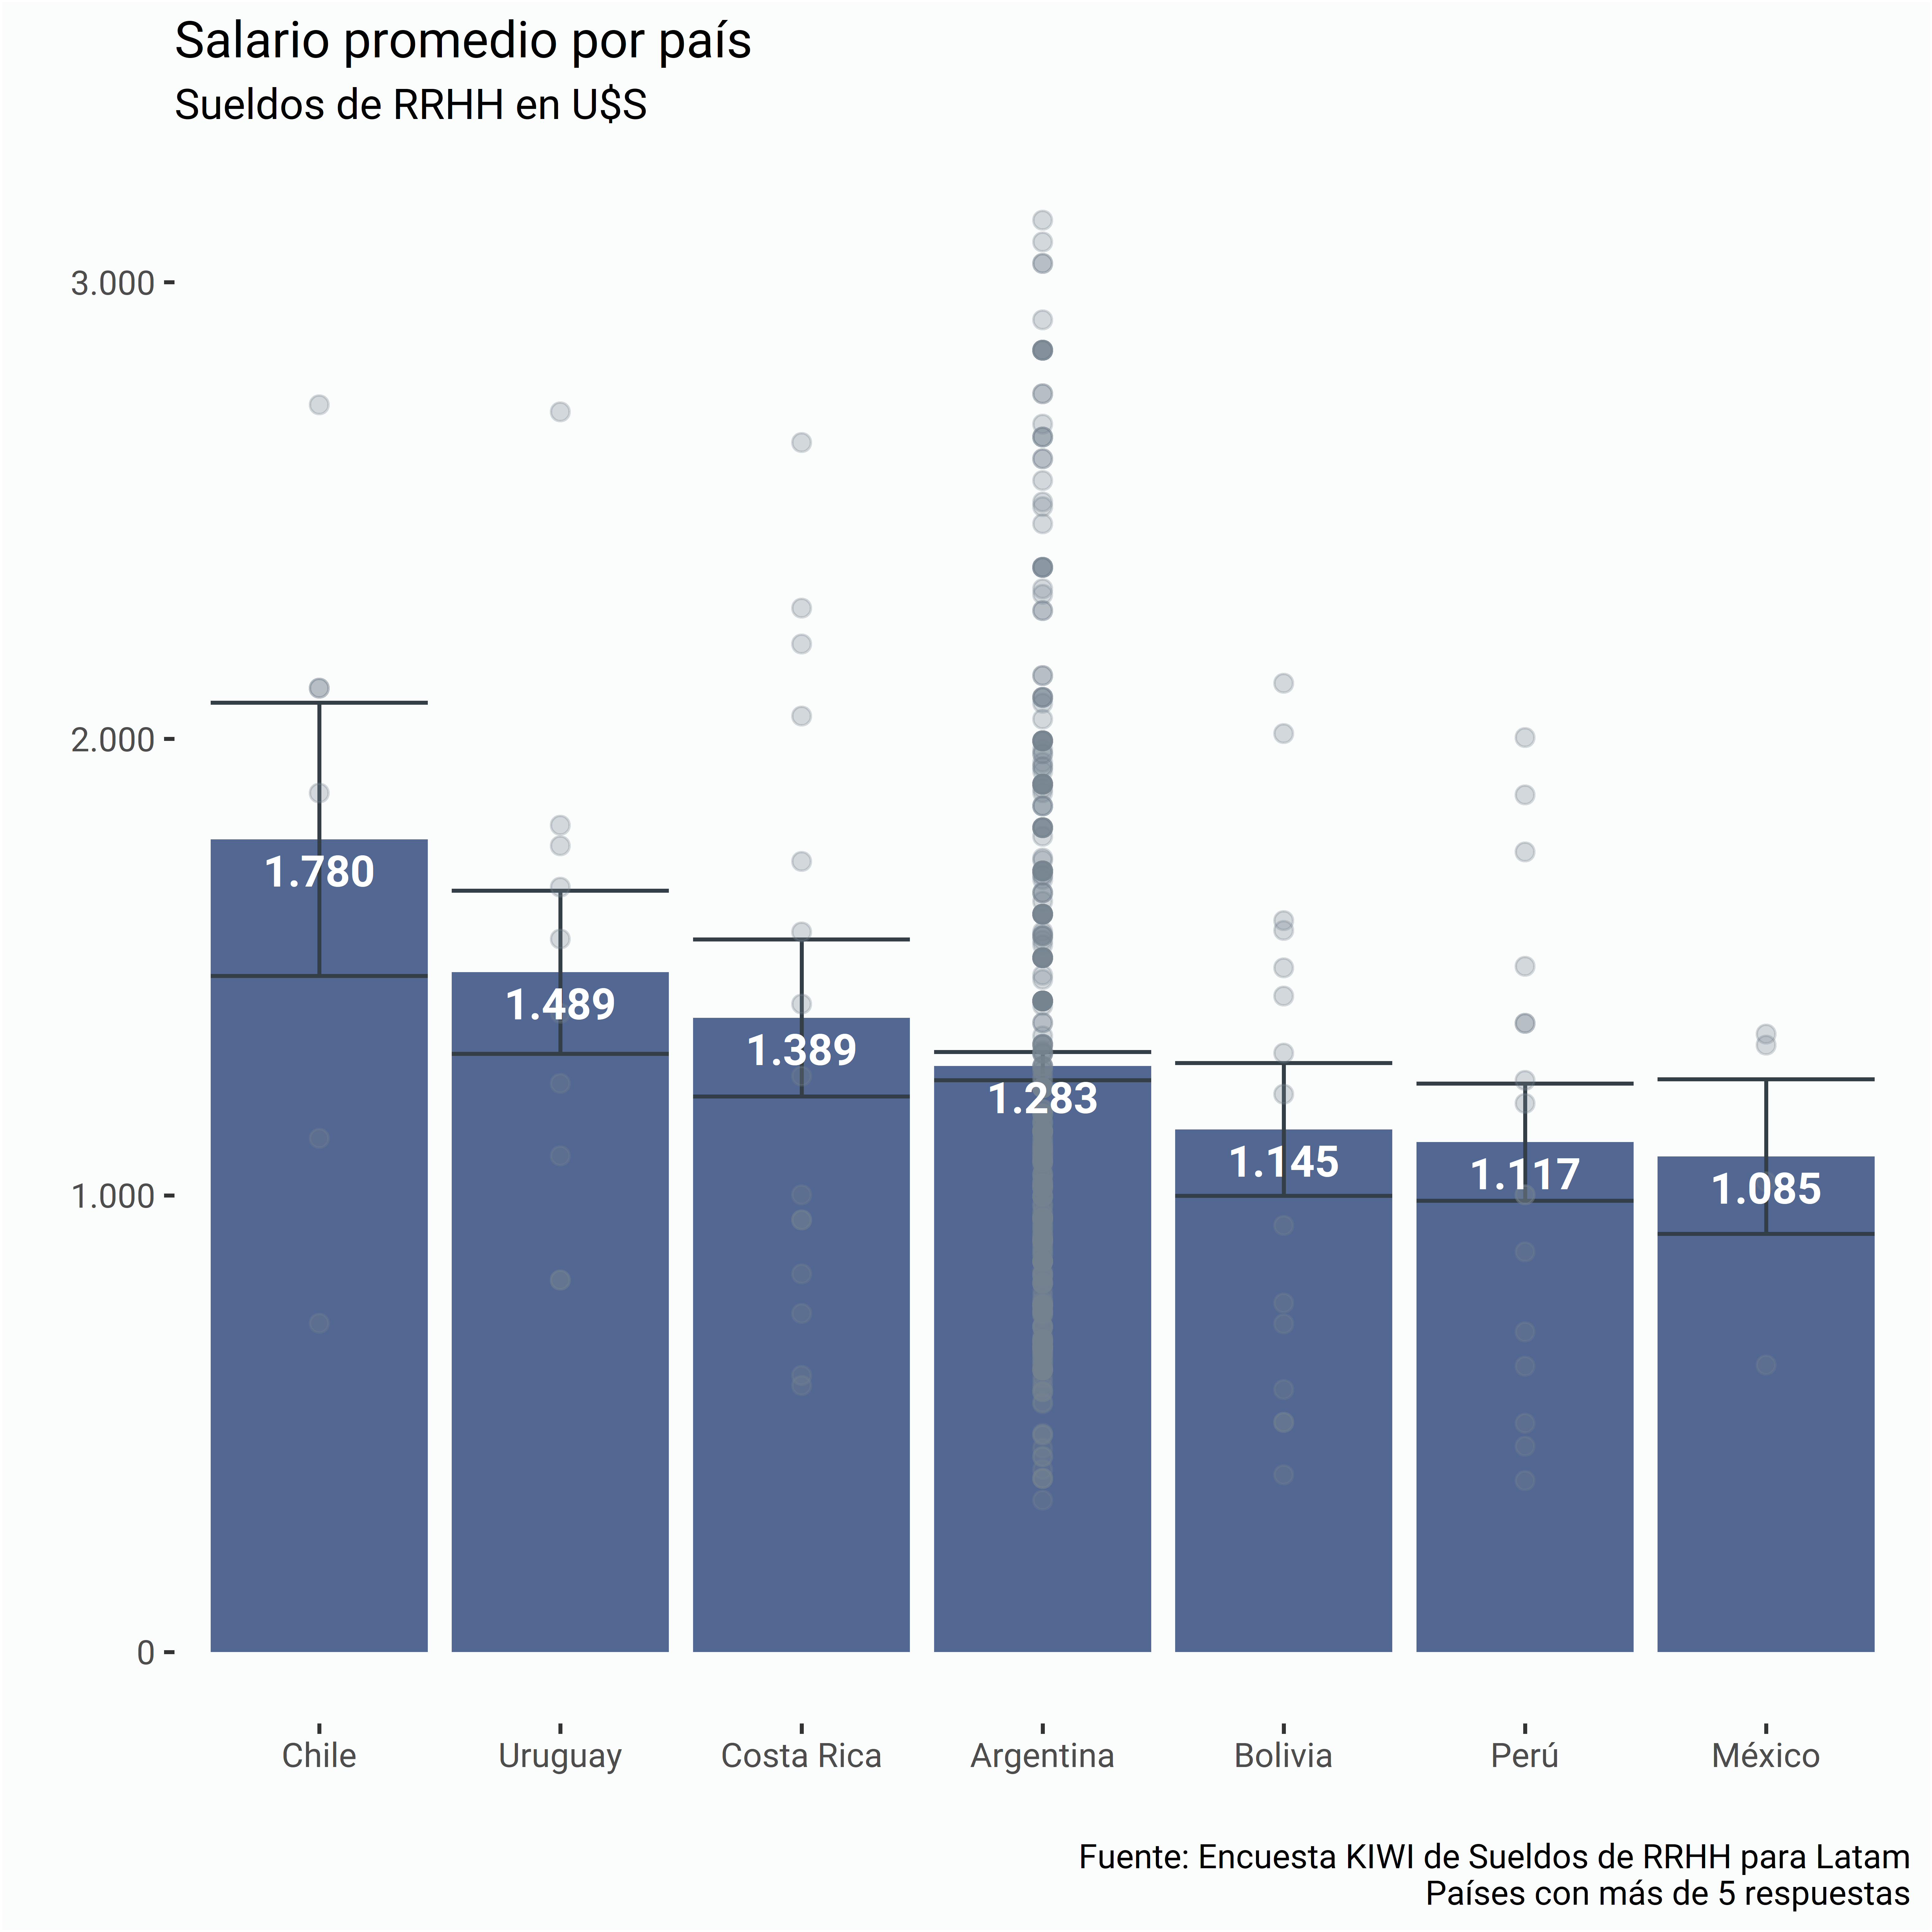 Salario promedio por país
Sueldos de RRHH en U$S
3.000
2.000
1.000
0
1.780
1.489
1.389
1.283
1.145
1.117
1.085
Chile
Uruguay
Costa Rica
Argentina
Bolivia
Perú
México
Fuente: Encuesta KIWI de Sueldos de RRHH para Latam
Países con más de 5 respuestas